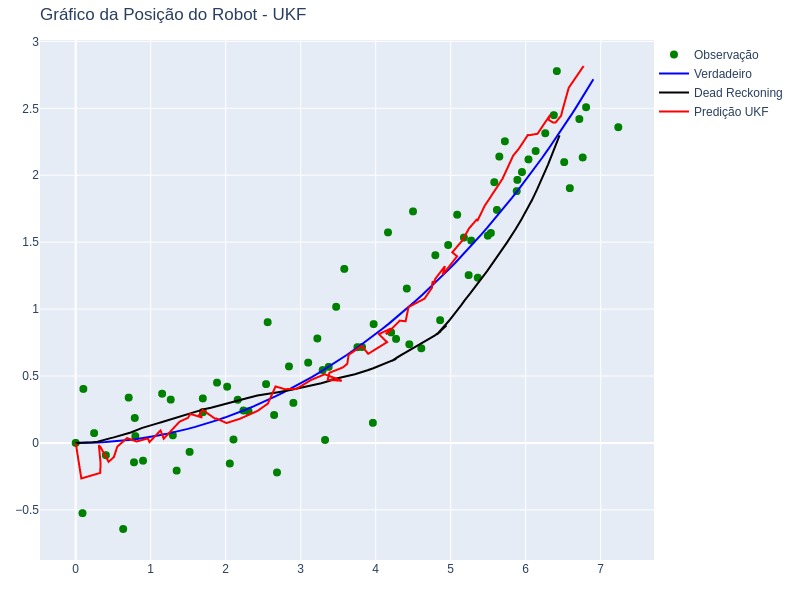 Gráfico da Posição do Robot - UKF
3
2.5
2
1.5
1
0.5
0
−0.5
0 1 2 3 4 5 6 7
Observação
Verdadeiro
Dead Reckoning
Predição UKF